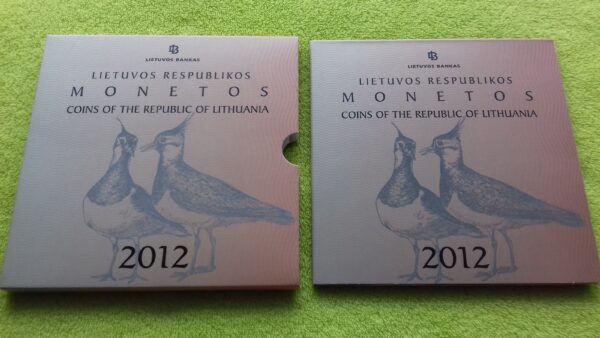 LIETUVOS BANKAS
LIETUVOS RESPUBLIKOS
MONETOS
COINS OF THE REPUBLIC OF LITHUANIA
2012
LIETUVOS BANKAS
LIETUVOS RESPUBLIKOS
MONETOS
COINS OF THE REPUBLIC OF LITHUANIA
2012